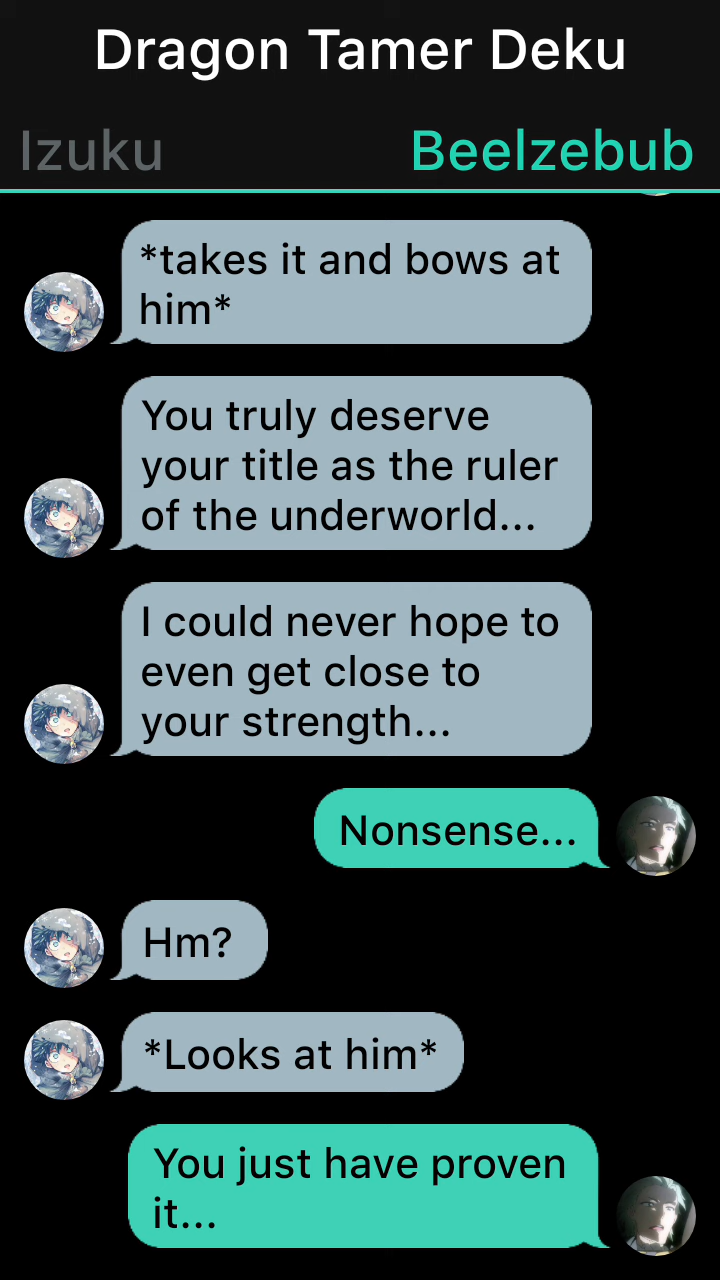 Dragon Tamer Deku
Izuku
Beelzebub
*takes it and bows at
him*
You truly deserve
your title as the ruler
of the underworld...
I could never hope to
even get close to
your strength...
Nonsense...
Hm?
*Looks at him*
You just have proven
it...